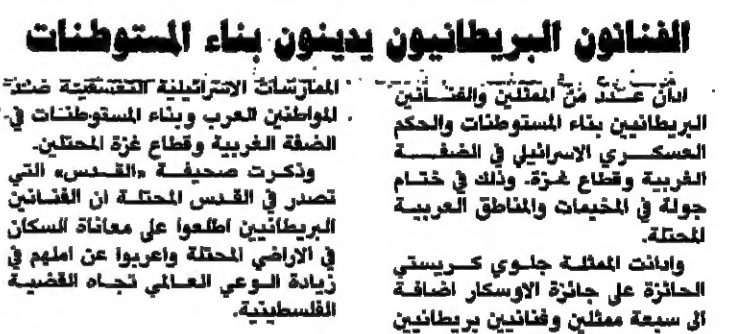 الفنانون البريطانيون يدينون بناء المستوطنات
ادان عدد من الممثلين والفنانين
البريطانيين بناء المستوطنات والحكم
العسكري الاسرائيلي في الضفة
الغربية وقطاع غزة. وذلك في ختام
جولة في المخيمات والمناطق العربية
المحتلة.
وادانت الممثلة جلوي كريستي
الحائزة على جائزة الاوسكار اضافة
الى سبعة ممثلين وفنانيين بريطانيين
الممارسات الاسرائيلية التعسفية ضد
المواطنين العرب وبناء المستوطنات في
الضفة الغربية وقطاع غزة المحتلين.
وذكرت صحيفة «القدس» التي
تصدر في القدس المحتلة ان الفنانين
البريطانيين اطلعوا على معاناة السكان
في الاراضي المحتلة واعربوا عن املهم في
زيادة الوعي العالمي تجاه القضية
الفلسطينية.